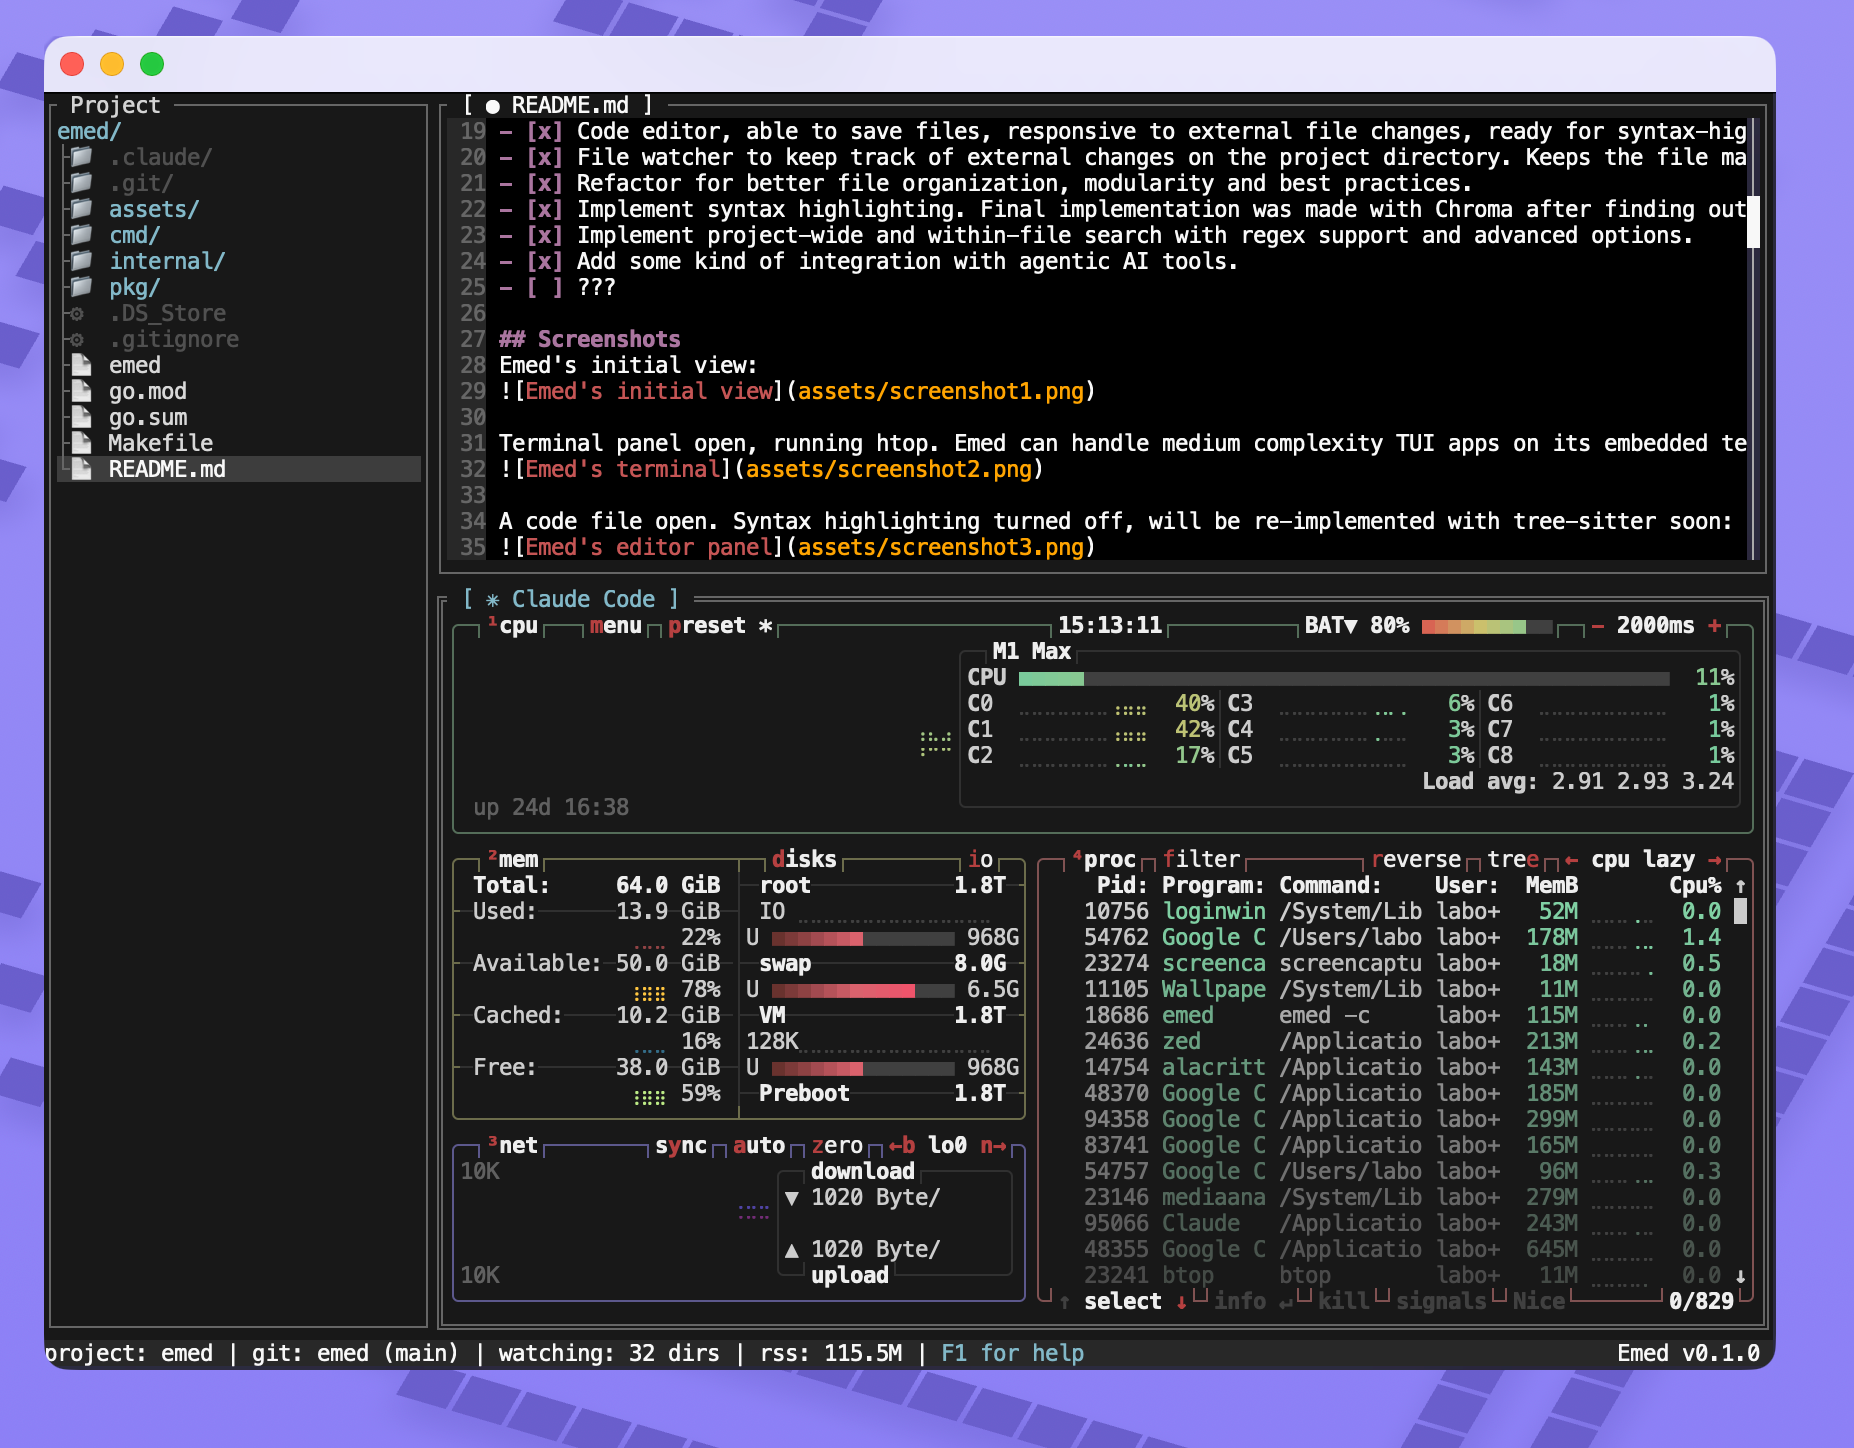 Project
emed/
.claude/
.git/
assets/
cmd/
internal/
pkg/
.DS_Store
.gitignore
emed
go.mod
go.sum
Makefile
README.md
[ ● README.md ]
19 - [x] Code editor, able to save files, responsive to external file changes, ready for syntax-hig
20 - [x] File watcher to keep track of external changes on the project directory. Keeps the file ma
21 - [x] Refactor for better file organization, modularity and best practices.
22 - [x] Implement syntax highlighting. Final implementation was made with Chroma after finding out
23 - [x] Implement project-wide and within-file search with regex support and advanced options.
24 - [x] Add some kind of integration with agentic AI tools.
25 - [ ] ???
26
27 ## Screenshots
28 Emed's initial view:
29 ![Emed's initial view](assets/screenshot1.png)
30
31 Terminal panel open, running htop. Emed can handle medium complexity TUI apps on its embedded te
32 ![Emed's terminal](assets/screenshot2.png)
33
34 A code file open. Syntax highlighting turned off, will be re-implemented with tree-sitter soon:
35 ![Emed's editor panel](assets/screenshot3.png)
[ ✳ Claude Code ]
¹cpu menu preset * 15:13:11 BAT▼ 80% - 2000ms +
M1 Max
CPU 11%
C0 40% C3 6% C6 1%
C1 42% C4 3% C7 1%
C2 17% C5 3% C8 1%
Load avg: 2.91 2.93 3.24
up 24d 16:38
²mem disks io
Total: 64.0 GiB root 1.8T
Used: 13.9 GiB IO
22% U 968G
Available: 50.0 GiB swap 8.0G
78% U 6.5G
Cached: 10.2 GiB VM 1.8T
16% 128K
Free: 38.0 GiB U 968G
59% Preboot 1.8T
³net sync auto zero ←b lo0 n→
10K download
▼ 1020 Byte/
▲ 1020 Byte/
10K upload
⁴proc filter reverse tree ← cpu lazy →
Pid: Program: Command: User: MemB Cpu% ↑
10756 loginwin /System/Lib labo+ 52M 0.0
54762 Google C /Users/labo labo+ 178M 1.4
23274 screenca screencaptu labo+ 18M 0.5
11105 Wallpape /System/Lib labo+ 11M 0.0
18686 emed emed -c labo+ 115M 0.0
24636 zed /Applicatio labo+ 213M 0.2
14754 alacritt /Applicatio labo+ 143M 0.0
48370 Google C /Applicatio labo+ 185M 0.0
94358 Google C /Applicatio labo+ 299M 0.0
83741 Google C /Applicatio labo+ 165M 0.0
54757 Google C /Users/labo labo+ 96M 0.3
23146 mediaana /System/Lib labo+ 279M 0.0
95066 Claude /Applicatio labo+ 243M 0.0
48355 Google C /Applicatio labo+ 645M 0.0
23241 btop btop labo+ 11M 0.0 ↓
↑ select ↓ info ↵ kill signals Nice 0/829
project: emed | git: emed (main) | watching: 32 dirs | rss: 115.5M | F1 for help Emed v0.1.0